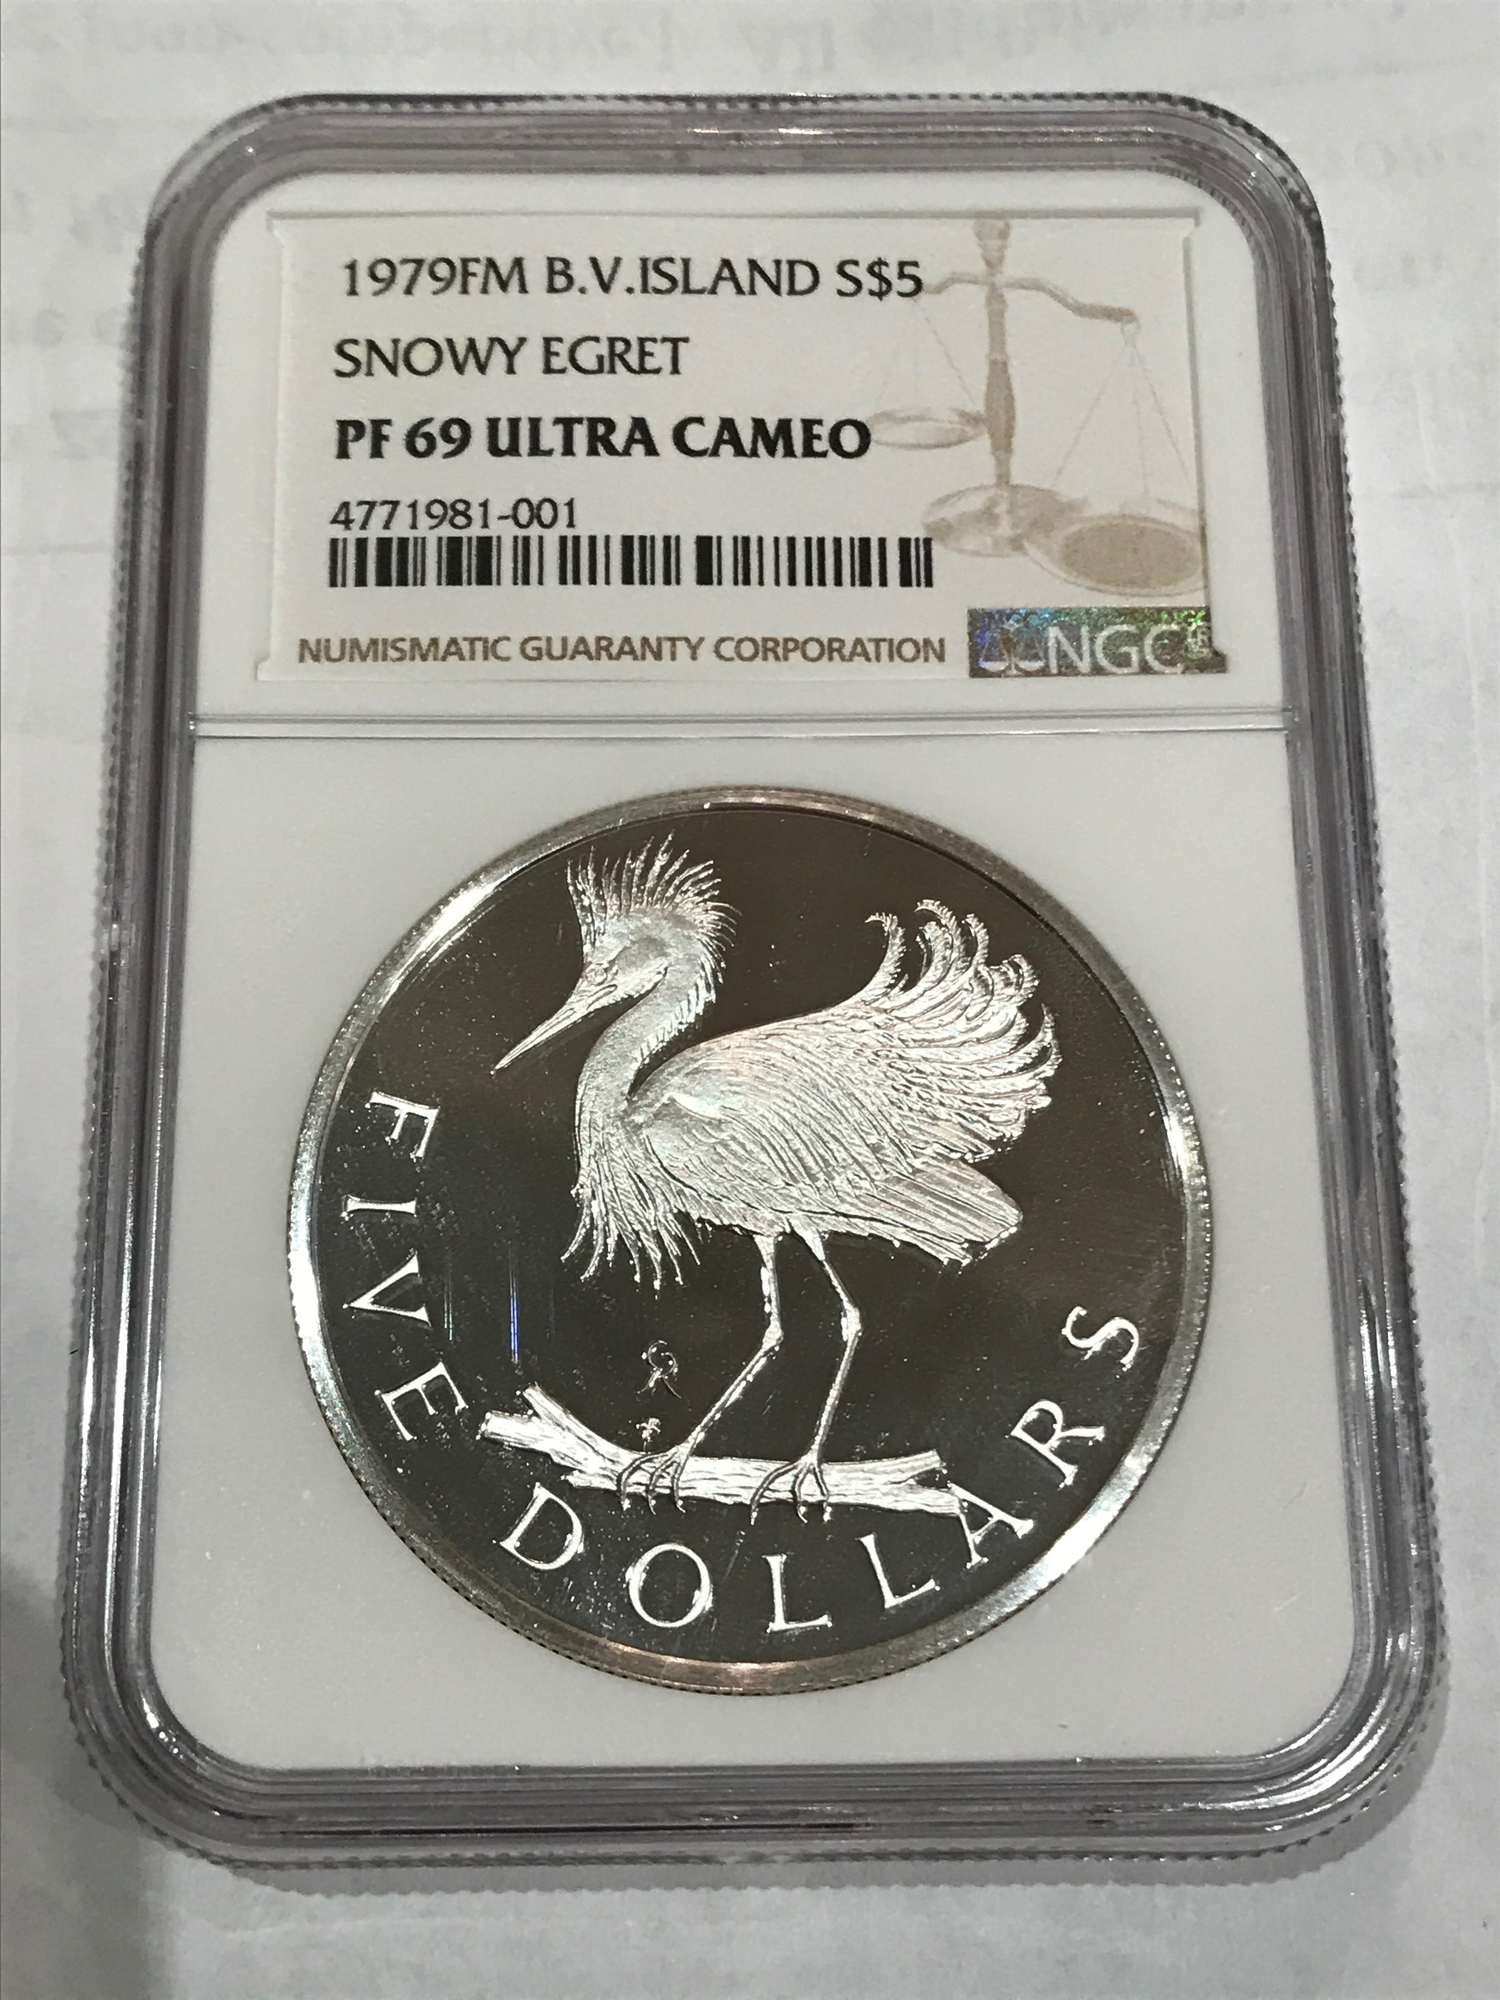 1979FM B.V.ISLAND S$5
SNOWY EGRET
PF 69 ULTRA CAMEO
4771981-001
NUMISMATIC GUARANTY CORPORATION
NGC®
FIVE DOLLARS